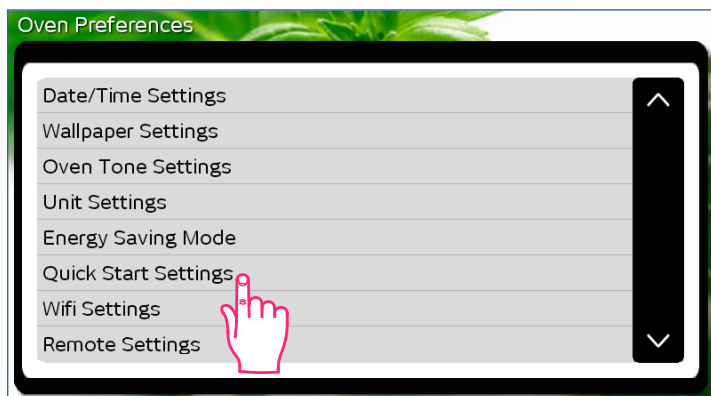 Oven Preferences
Date/Time Settings
Wallpaper Settings
Oven Tone Settings
Unit Settings
Energy Saving Mode
Quick Start Settings
Wifi Settings
Remote Settings